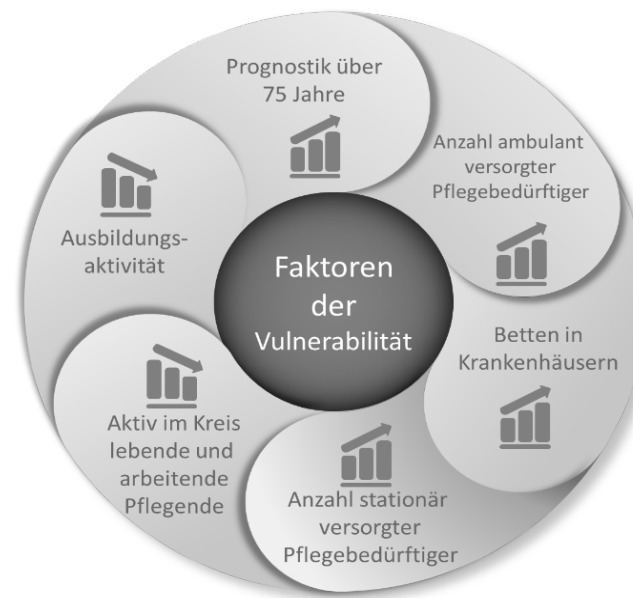 Prognostik über
75 Jahre
Anzahl ambulant
versorgter
Pflegebedürftiger
Betten in
Krankenhäusern
Anzahl stationär
versorgter
Pflegebedürftiger
Aktiv im Kreis
lebende und
arbeitende
Pflegende
Ausbildungs-
aktivität
Faktoren
der
Vulnerabilität